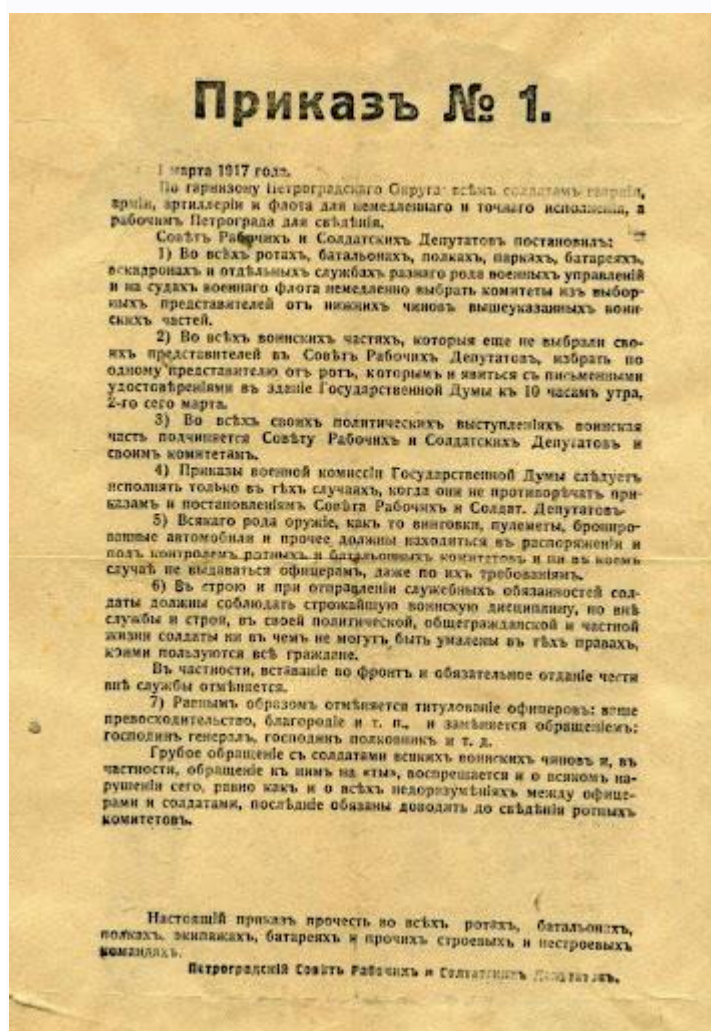 Приказъ № 1.
1 марта 1917 года.
По гарнизону Петроградскаго Округа всѣмъ солдатамъ гвардіи,
арміи, артиллеріи и флота для немедленнаго и точнаго исполненія, а
рабочимъ Петрограда для свѣдѣнія.
Совѣтъ Рабочихъ и Солдатскихъ Депутатовъ постановилъ:
1) Во всѣхъ ротахъ, батальонахъ, полкахъ, паркахъ, батареяхъ,
эскадронахъ и отдѣльныхъ службахъ разнаго рода военныхъ управленій
и на судахъ военнаго флота немедленно выбрать комитеты изъ выбор-
ныхъ представителей отъ нижнихъ чиновъ вышеуказанныхъ воин-
скихъ частей.
2) Во всѣхъ воинскихъ частяхъ, которыя еще не выбрали сво-
ихъ представителей въ Совѣтъ Рабочихъ Депутатовъ, избрать по
одному представителю отъ ротъ, которымъ и явиться съ письменными
удостовѣреніями въ зданіе Государственной Думы къ 10 часамъ утра,
2-го сего марта.
3) Во всѣхъ своихъ политическихъ выступленіяхъ воинская
часть подчиняется Совѣту Рабочихъ и Солдатскихъ Депутатовъ и
своимъ комитетамъ.
4) Приказы военной комиссіи Государственной Думы слѣдуетъ
исполнять только въ тѣхъ случаяхъ, когда они не противорѣчатъ при-
казамъ и постановленіямъ Совѣта Рабочихъ и Солдат. Депутатовъ.
5) Всякаго рода оружіе, какъ то винтовки, пулеметы, брониро-
ванные автомобили и прочее должны находиться въ распоряженіи и
подъ контролемъ ротныхъ и батальонныхъ комитетовъ и ни въ коемъ
случаѣ не выдаваться офицерамъ, даже по ихъ требованіямъ.
6) Въ строю и при отправленіи служебныхъ обязанностей сол-
даты должны соблюдать строжайшую воинскую дисциплину, но внѣ
службы и строя, въ своей политической, общегражданской и частной
жизни солдаты ни въ чемъ не могутъ быть умалены въ тѣхъ правахъ,
коими пользуются всѣ граждане.
Въ частности, вставаніе во фронтъ и обязательное отданіе чести
внѣ службы отмѣняется.
7) Равнымъ образомъ отмѣняется титулованіе офицеровъ: ваше
превосходительство, благородіе и т. п., и замѣняется обращеніемъ:
господинъ генералъ, господинъ полковникъ и т. д.
Грубое обращеніе съ солдатами всякихъ воинскихъ чиновъ и, въ
частности, обращеніе къ нимъ на «ты», воспрещается и о всякомъ на-
рушеніи сего, равно какъ и о всѣхъ недоразумѣніяхъ между офице-
рами и солдатами, послѣдніе обязаны доводить до свѣдѣнія ротныхъ
комитетовъ.
Настоящій приказъ прочесть во всѣхъ ротахъ, батальонахъ,
полкахъ, экипажахъ, батареяхъ и прочихъ строевыхъ и нестроевыхъ
командахъ.
Петроградскій Совѣтъ Рабочихъ и Солдатскихъ Депутатовъ.